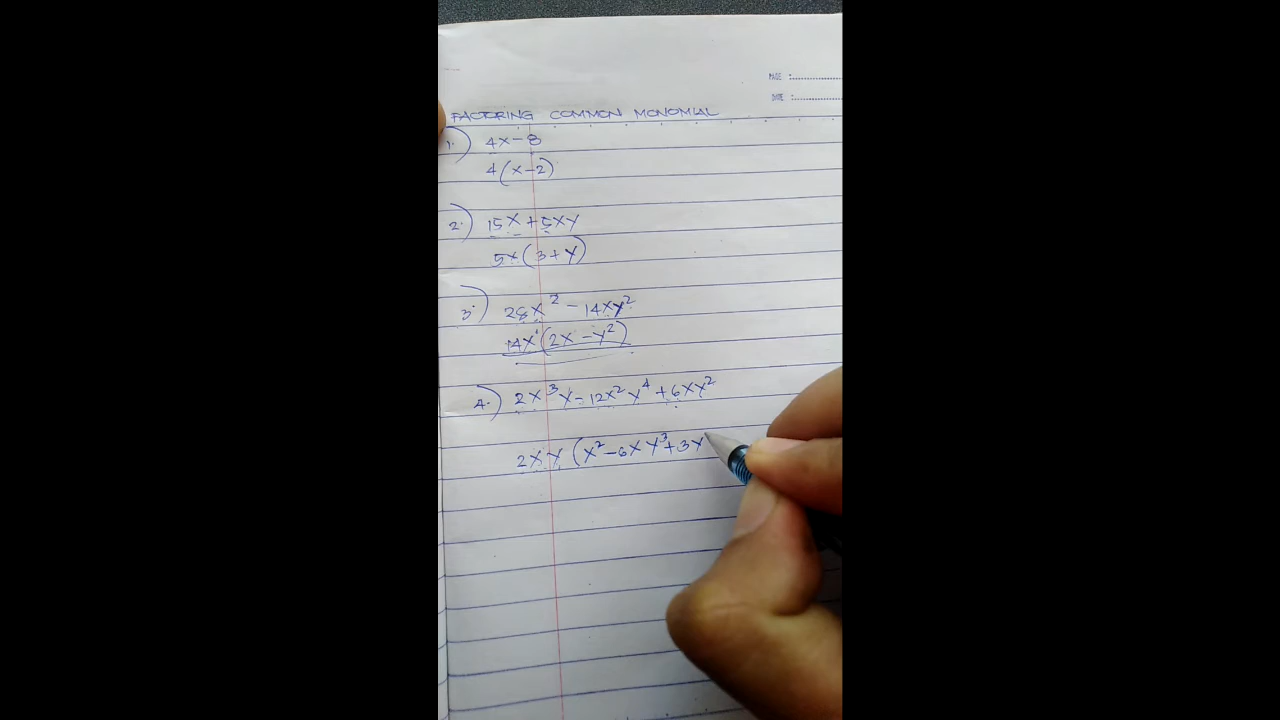 PAGE :
DATE :
FACTORING COMMON MONOMIAL
1.) 4x - 8
4(x-2)
2.) 15x + 5xy
5x(3+y)
3.) 28x² - 14xy²
14x¹(2x - y²)
4.) 2x³y - 12x²y⁴ + 6xy²
2xy(x² - 6xy³ + 3y